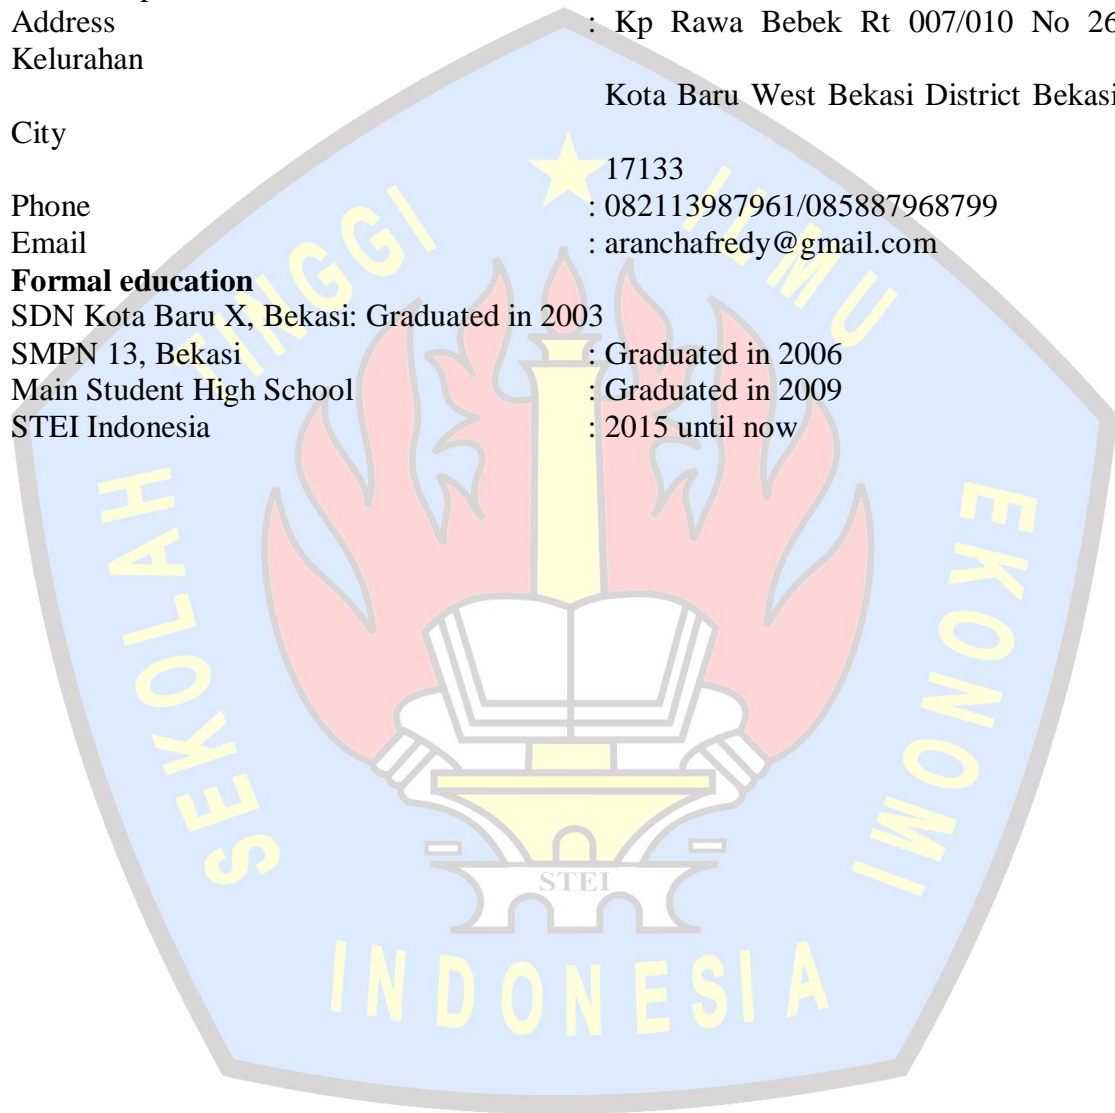 Address : Kp Rawa Bebek Rt 007/010 No 26
Kelurahan
Kota Baru West Bekasi District Bekasi
City
17133
Phone : 082113987961/085887968799
Email : aranchafredy@gmail.com
Formal education
SDN Kota Baru X, Bekasi: Graduated in 2003
SMPN 13, Bekasi : Graduated in 2006
Main Student High School : Graduated in 2009
STEI Indonesia : 2015 until now
SEKOLAH TINGGI ILMU EKONOMI
STEI
INDONESIA